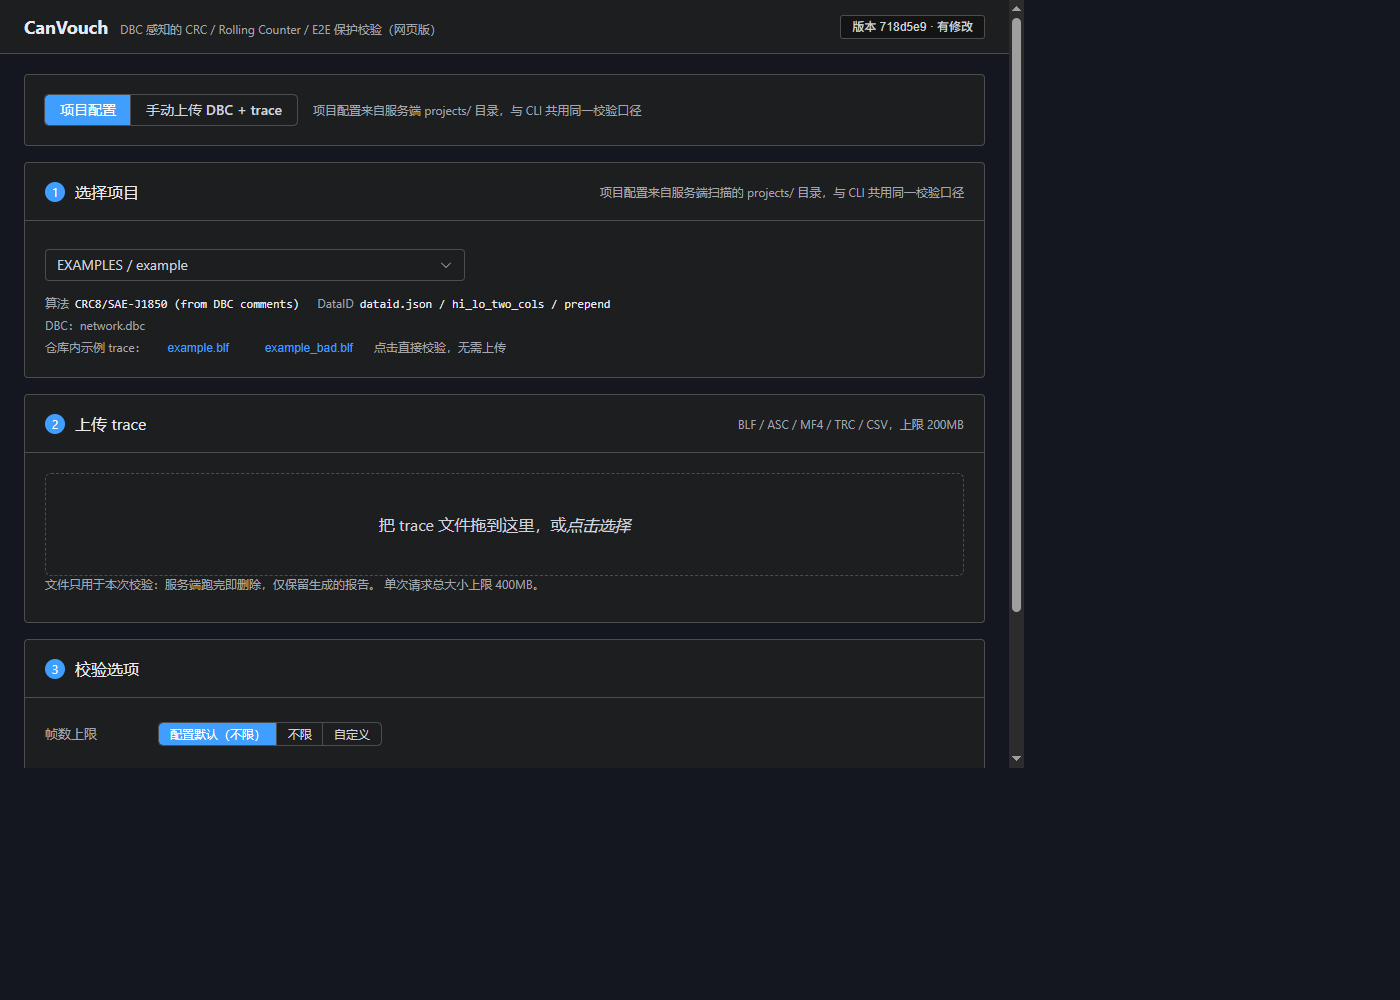 CanVouch DBC 感知的 CRC / Rolling Counter / E2E 保护校验（网页版） 版本 718d5e9 · 有修改
项目配置 手动上传 DBC + trace 项目配置来自服务端 projects/ 目录，与 CLI 共用同一校验口径
1 选择项目 项目配置来自服务端扫描的 projects/ 目录，与 CLI 共用同一校验口径
EXAMPLES / example
算法 CRC8/SAE-J1850 (from DBC comments) DataID dataid.json / hi_lo_two_cols / prepend
DBC：network.dbc
仓库内示例 trace： example.blf example_bad.blf 点击直接校验，无需上传
2 上传 trace BLF / ASC / MF4 / TRC / CSV，上限 200MB
把 trace 文件拖到这里，或点击选择
文件只用于本次校验：服务端跑完即删除，仅保留生成的报告。 单次请求总大小上限 400MB。
3 校验选项
帧数上限 配置默认（不限） 不限 自定义